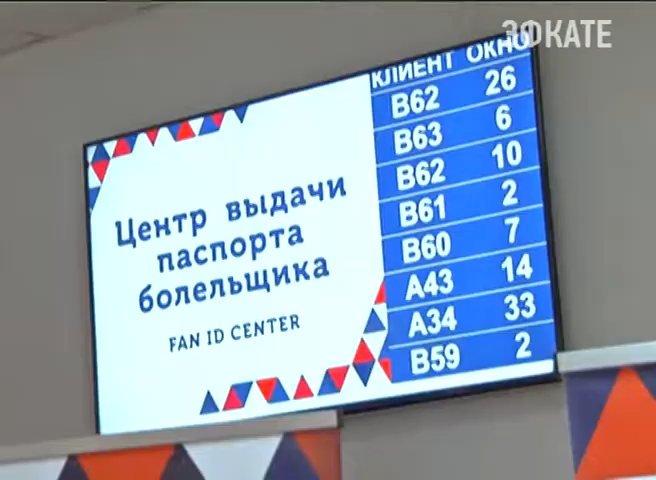 ЭФКАТЕ
КЛИЕНТ ОКНО
B62 26
B63 6
B62 10
B61 2
B60 7
A43 14
A34 33
B59 2
Центр выдачи
паспорта
болельщика
FAN ID CENTER